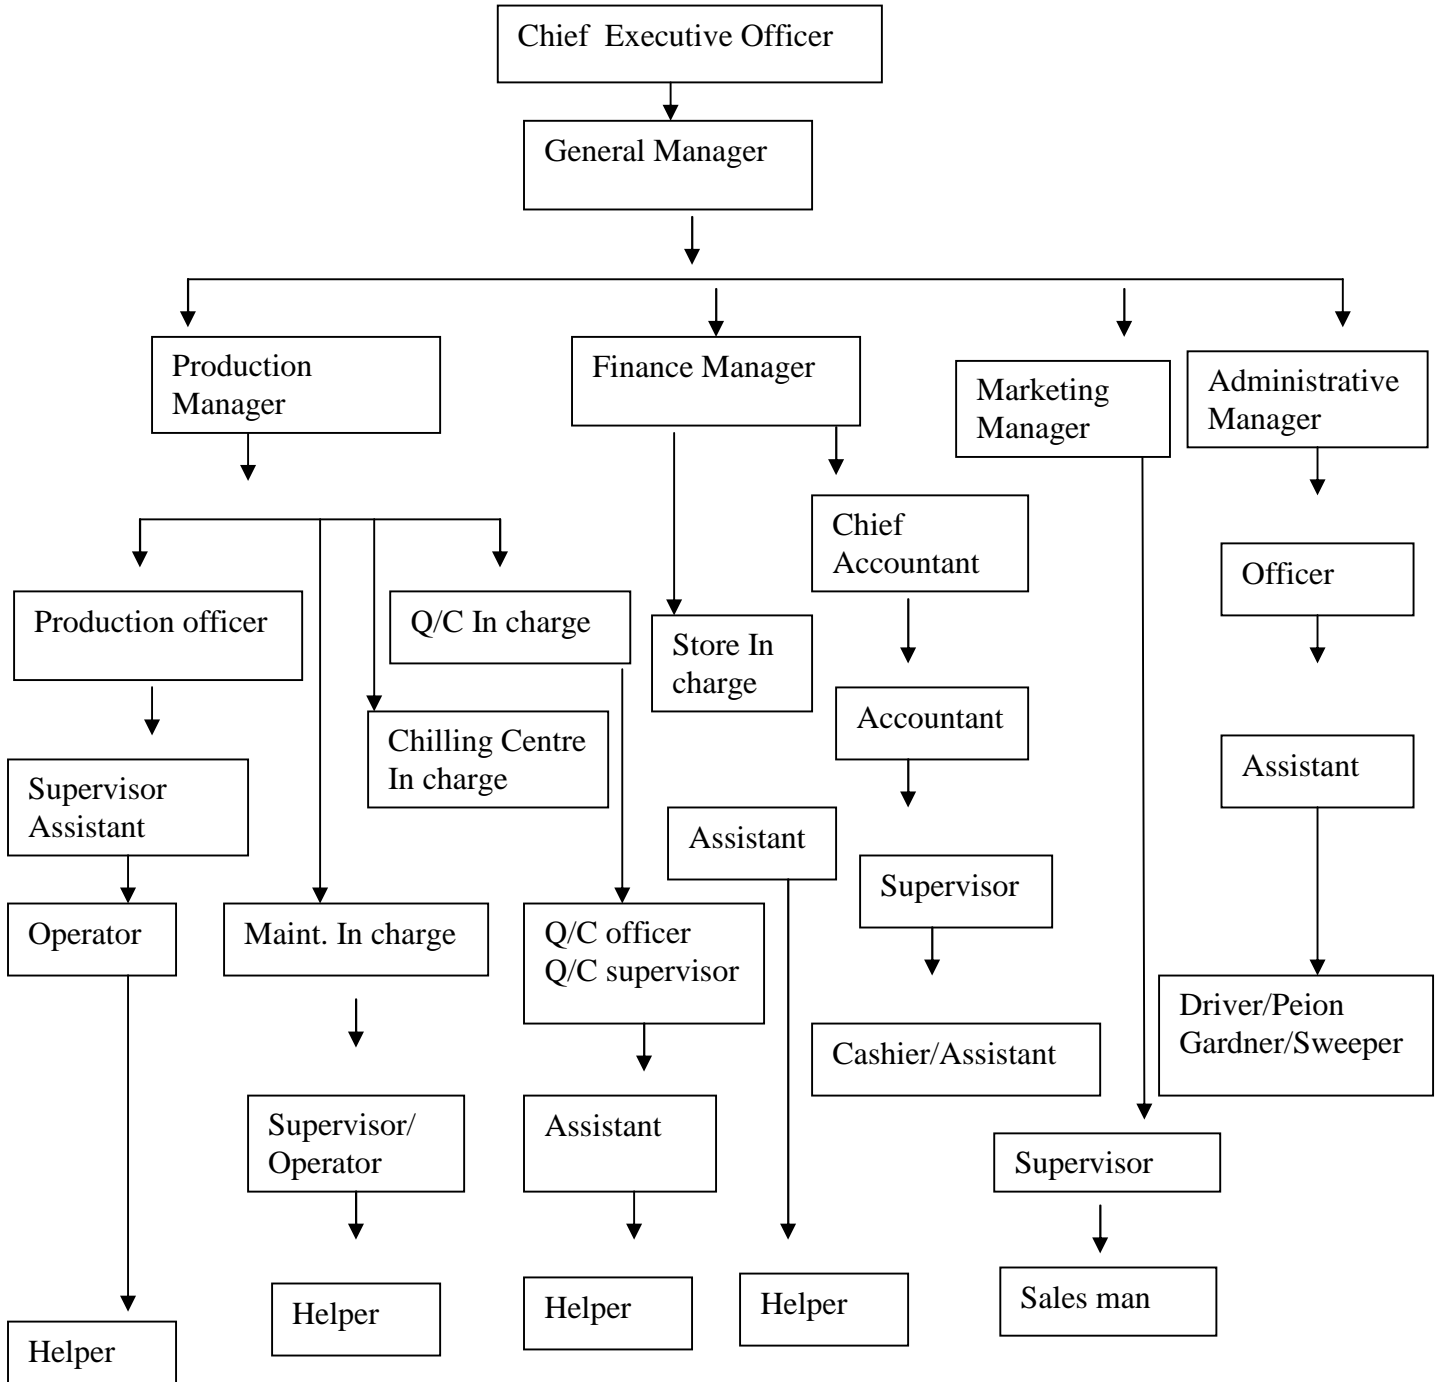 Chief  Executive Officer
General Manager
Production
Manager
Finance Manager
Marketing
Manager
Administrative
Manager
Chief
Accountant
Officer
Production officer
Q/C In charge
Store In
charge
Accountant
Chilling Centre
In charge
Assistant
Supervisor
Assistant
Assistant
Supervisor
Operator
Maint. In charge
Q/C officer
Q/C supervisor
Driver/Peion
Gardner/Sweeper
Cashier/Assistant
Supervisor/
Operator
Assistant
Supervisor
Helper
Helper
Helper
Sales man
Helper